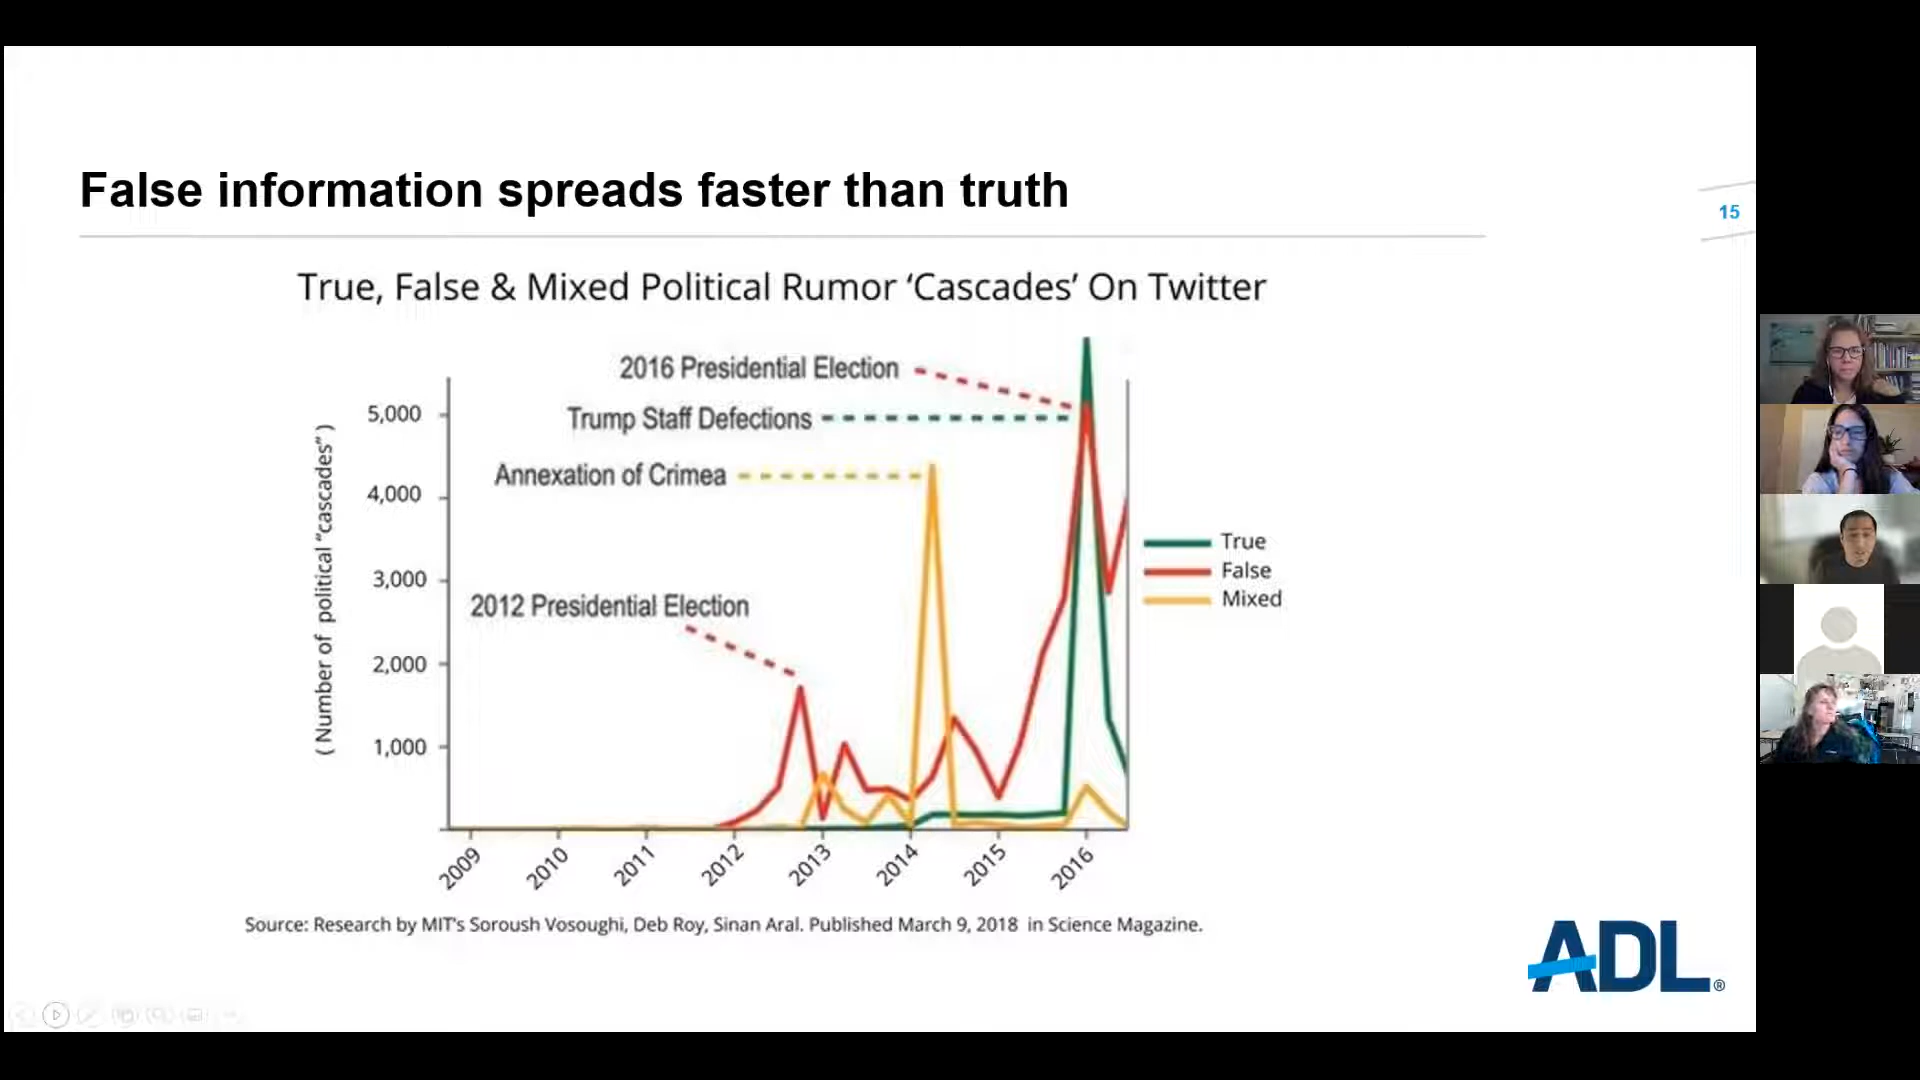 False information spreads faster than truth
15
True, False & Mixed Political Rumor ‘Cascades’ On Twitter
2016 Presidential Election
Trump Staff Defections
Annexation of Crimea
2012 Presidential Election
( Number of political “cascades” )
5,000
4,000
3,000
2,000
1,000
True
False
Mixed
2009
2010
2011
2012
2013
2014
2015
2016
Source: Research by MIT's Soroush Vosoughi, Deb Roy, Sinan Aral. Published March 9, 2018 in Science Magazine.
ADL®